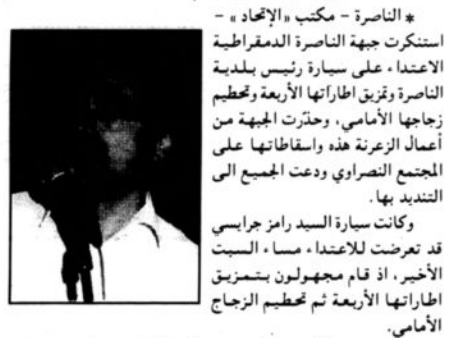 * الناصرة - مكتب «الإتحاد» -
استنكرت جبهة الناصرة الدمقراطية
الاعتداء على سيارة رئيس بلدية
الناصرة وتمزيق اطاراتها الأربعة وتحطيم
زجاجها الأمامي، وحذّرت الجبهة من
أعمال الزعرنة هذه واسقاطاتها على
المجتمع النصراوي ودعت الجميع الى
التنديد بها.
وكانت سيارة السيد رامز جرايسي
قد تعرضت للاعتداء مساء السبت
الأخير، اذ قام مجهولون بتمزيق
اطاراتها الأربعة ثم تحطيم الزجاج
الأمامي.